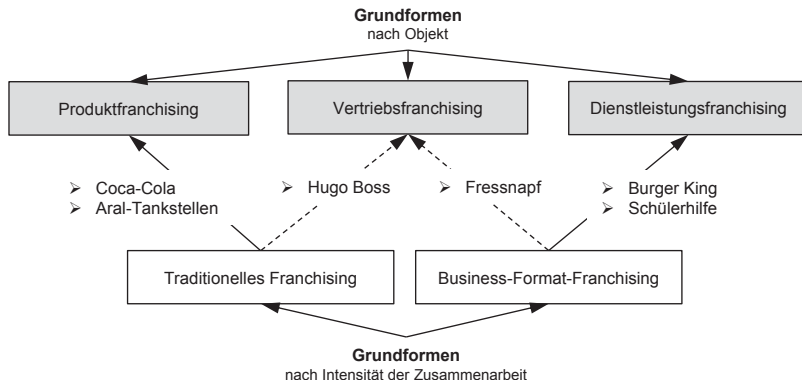 Grundformen
nach Objekt
Produktfranchising
Vertriebsfranchising
Dienstleistungsfranchising
➢ Coca-Cola
➢ Aral-Tankstellen
➢ Hugo Boss
➢ Fressnapf
➢ Burger King
➢ Schülerhilfe
Traditionelles Franchising
Business-Format-Franchising
Grundformen
nach Intensität der Zusammenarbeit